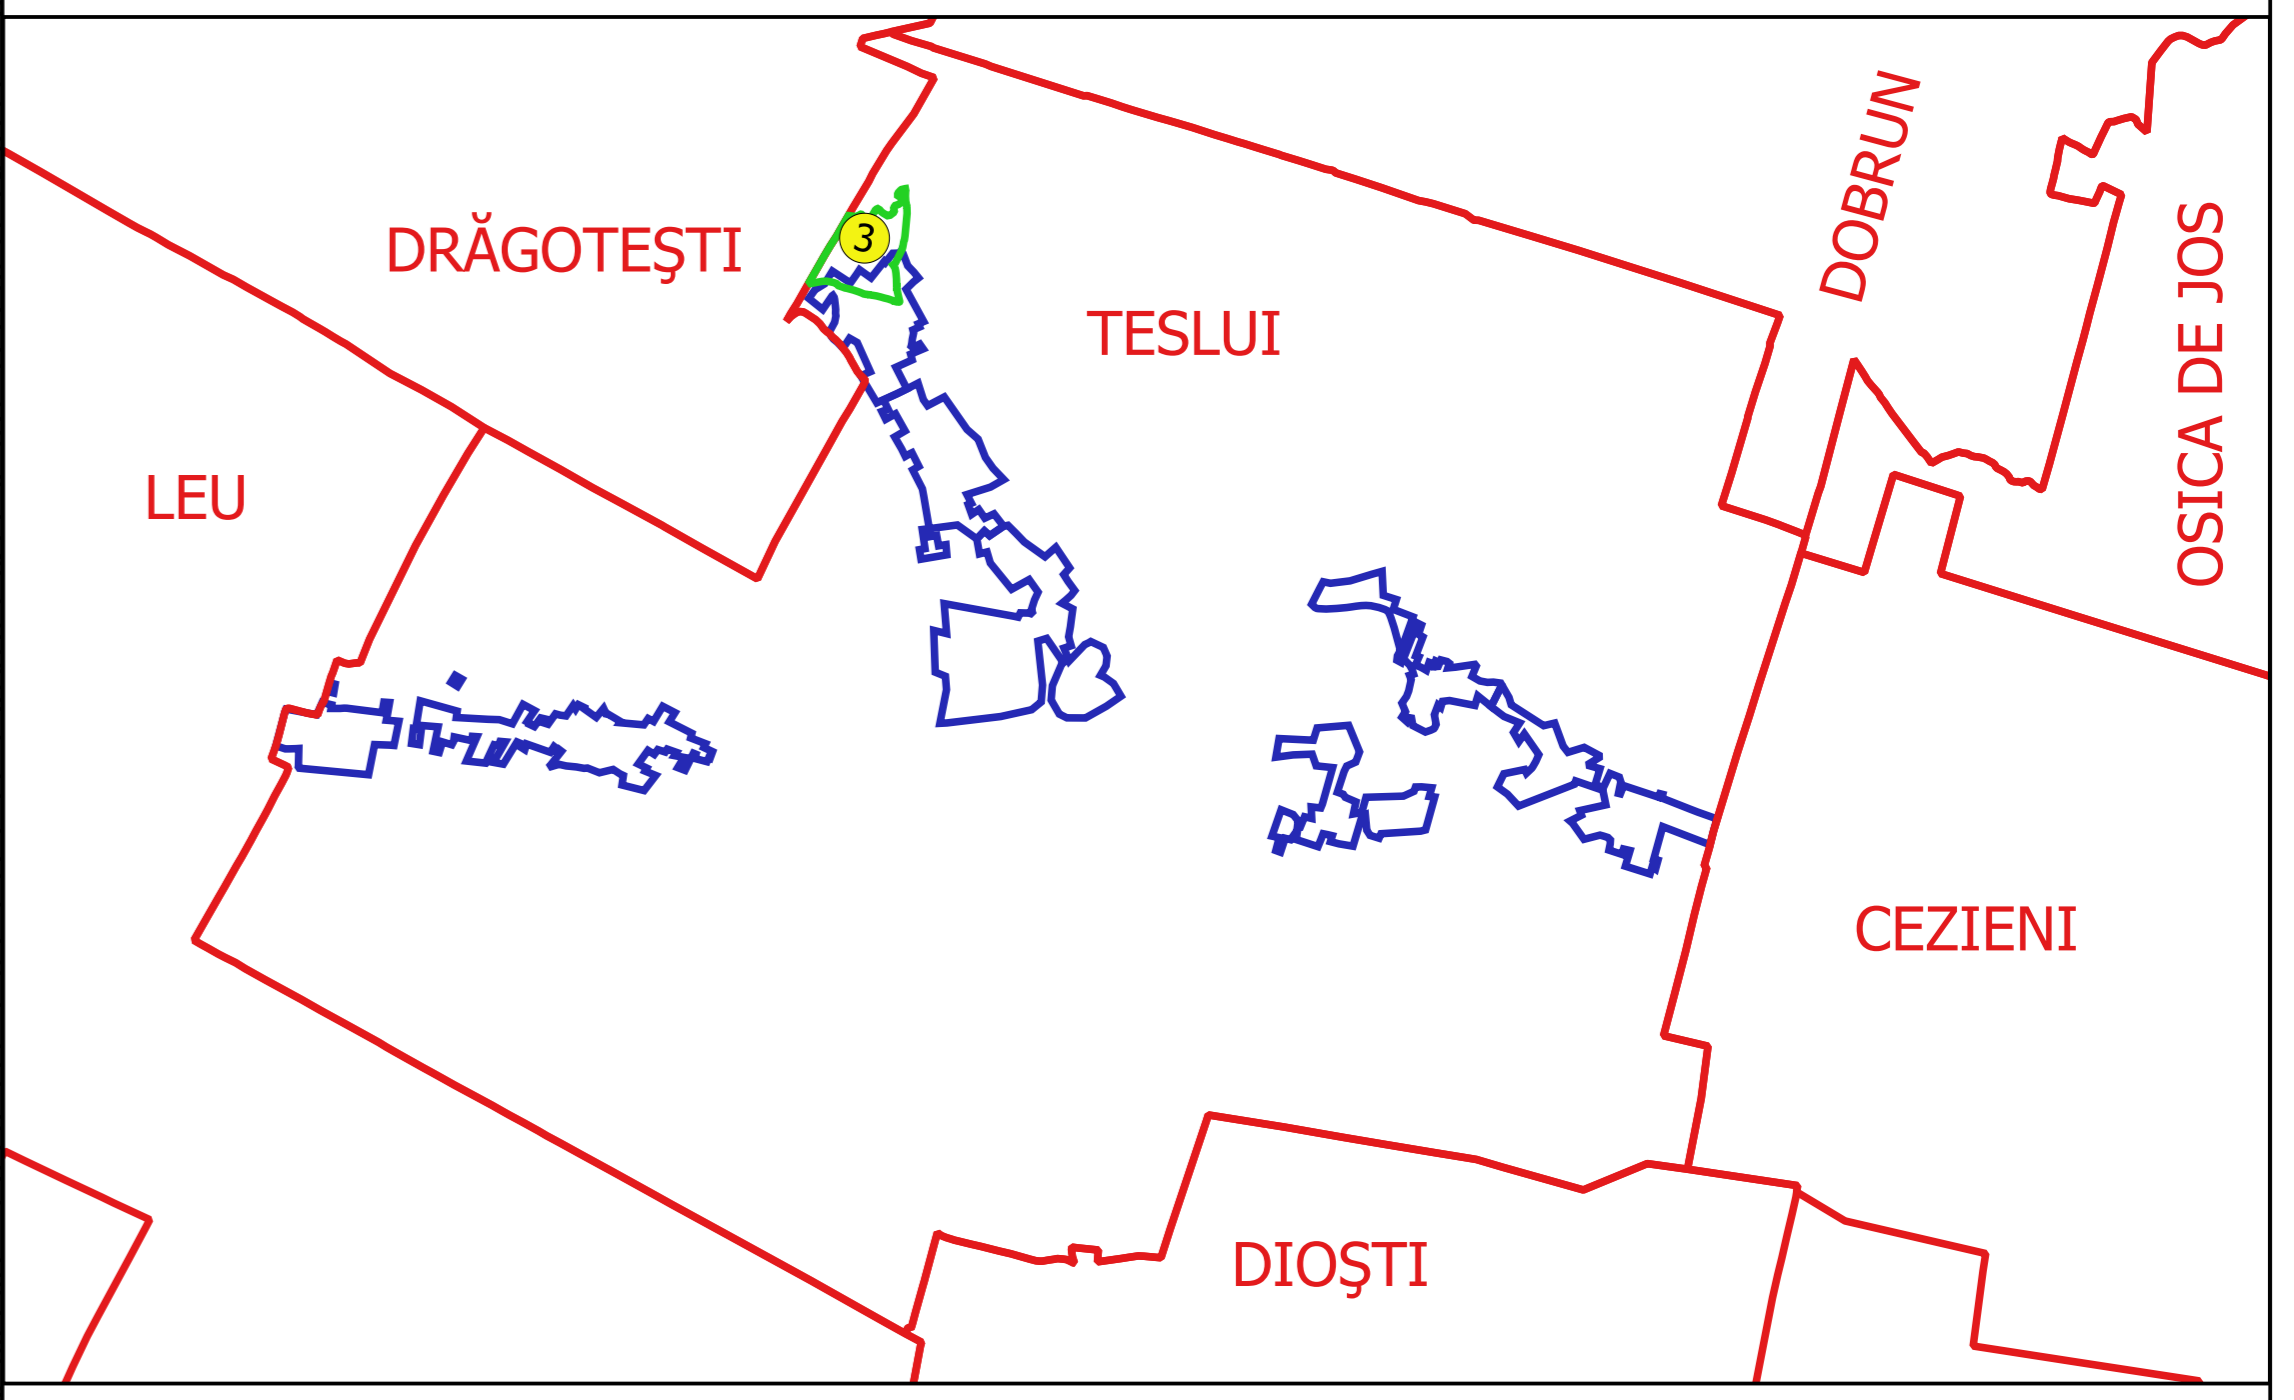 DOBRUN
3
DRĂGOTEŞTI
OSICA DE JOS
TESLUI
LEU
CEZIENI
DIOŞTI